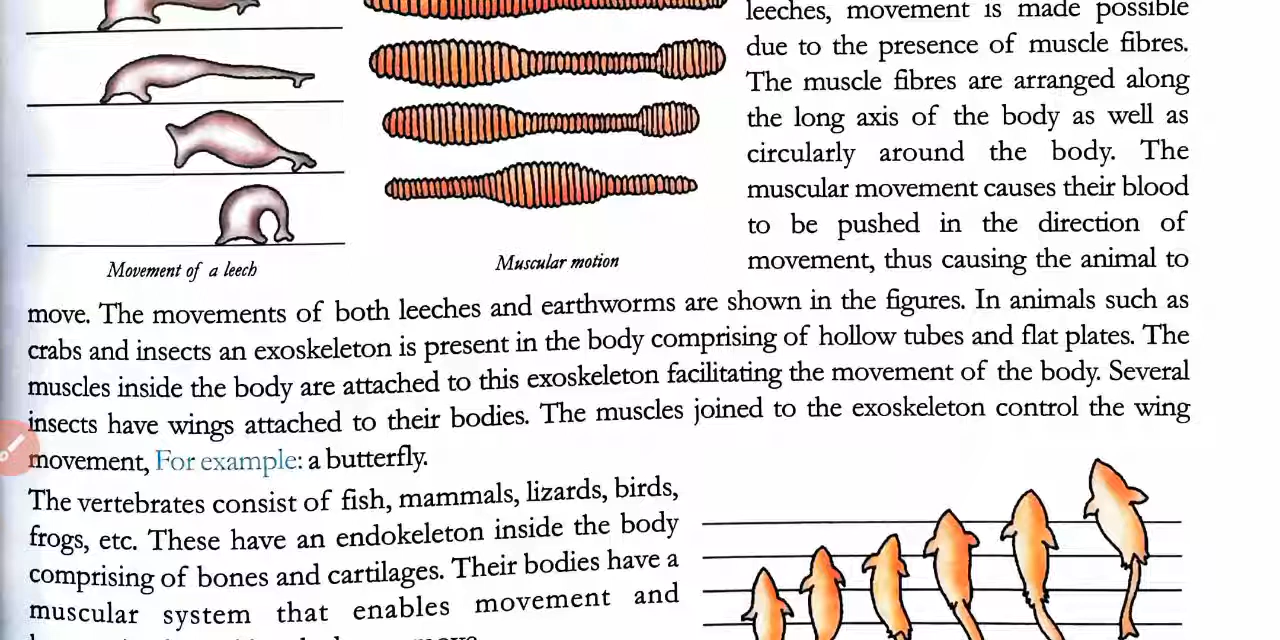 leeches, movement is made possible
due to the presence of muscle fibres.
The muscle fibres are arranged along
the long axis of the body as well as
circularly around the body. The
muscular movement causes their blood
to be pushed in the direction of
movement, thus causing the animal to
Movement of a leech
Muscular motion
move. The movements of both leeches and earthworms are shown in the figures. In animals such as
crabs and insects an exoskeleton is present in the body comprising of hollow tubes and flat plates. The
muscles inside the body are attached to this exoskeleton facilitating the movement of the body. Several
insects have wings attached to their bodies. The muscles joined to the exoskeleton control the wing
movement, For example: a butterfly.
The vertebrates consist of fish, mammals, lizards, birds,
frogs, etc. These have an endokeleton inside the body
comprising of bones and cartilages. Their bodies have a
muscular system that enables movement and